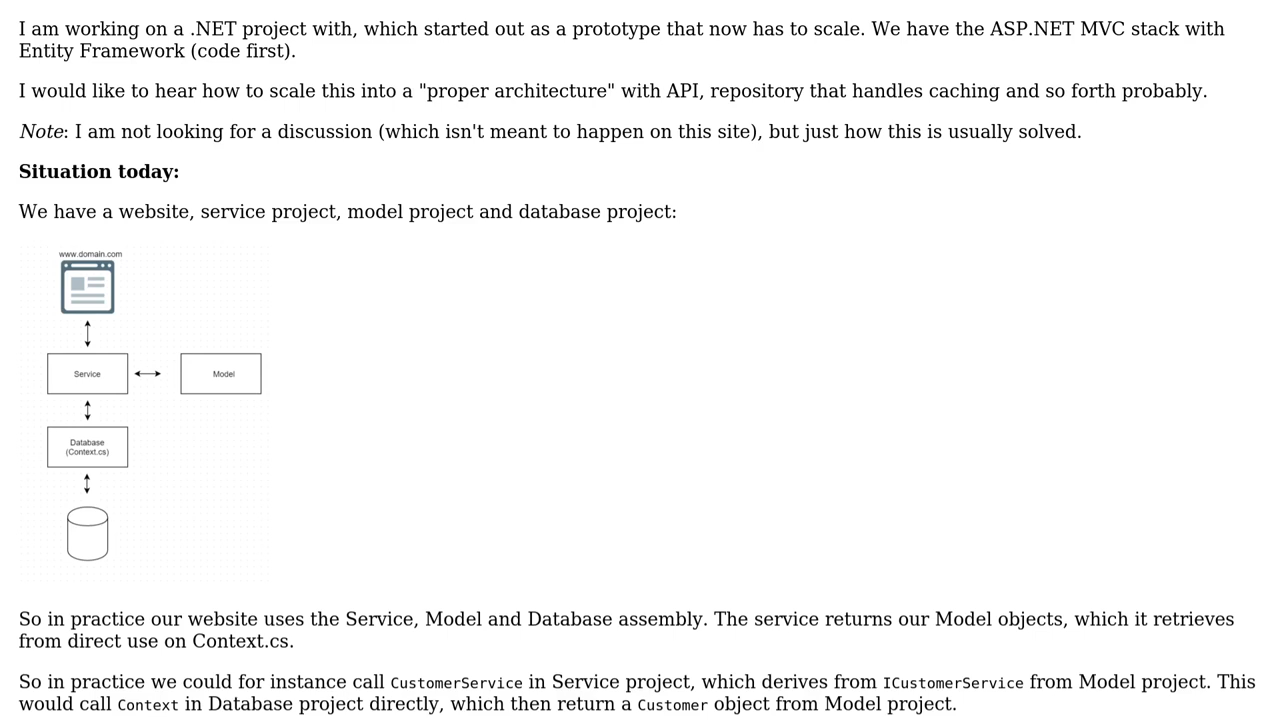 I am working on a .NET project with, which started out as a prototype that now has to scale. We have the ASP.NET MVC stack with
Entity Framework (code first).
I would like to hear how to scale this into a "proper architecture" with API, repository that handles caching and so forth probably.
Note: I am not looking for a discussion (which isn't meant to happen on this site), but just how this is usually solved.
Situation today:
We have a website, service project, model project and database project:
www.domain.com
Service
Model
Database
(Context.cs)
So in practice our website uses the Service, Model and Database assembly. The service returns our Model objects, which it retrieves
from direct use on Context.cs.
So in practice we could for instance call CustomerService in Service project, which derives from ICustomerService from Model project. This
would call Context in Database project directly, which then return a Customer object from Model project.